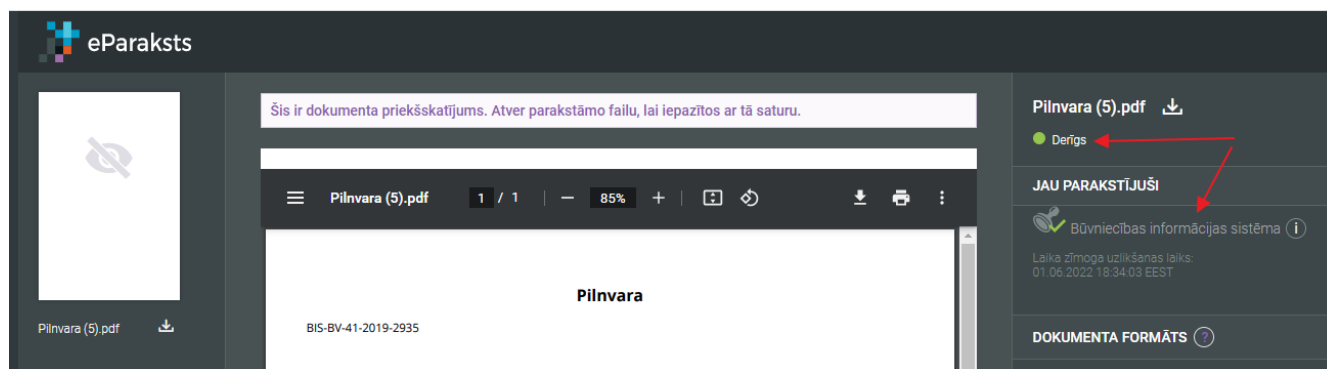 eParaksts
Šis ir dokumenta priekšskatījums. Atver parakstāmo failu, lai iepazītos ar tā saturu.
Pilnvara (5).pdf
Pilnvara (5).pdf 1 / 1 85%
Pilnvara
BIS-BV-41-2019-2935
Pilnvara (5).pdf
Derīgs
JAU PARAKSTĪJUŠI
Būvniecības informācijas sistēma i
Laika zīmoga uzlikšanas laiks:
01.06.2022 18:34:03 EEST
DOKUMENTA FORMĀTS ?